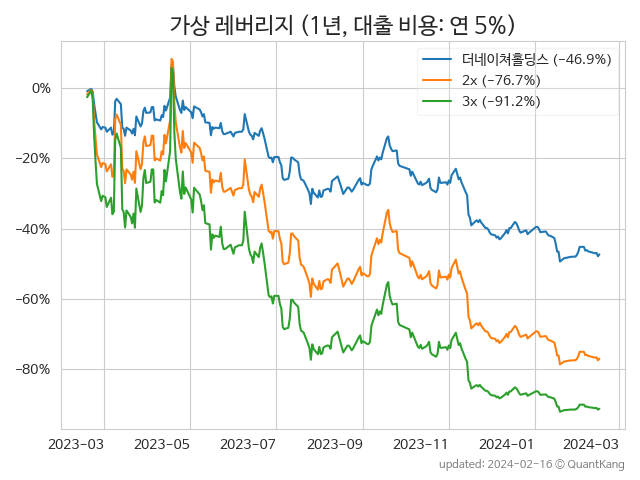 가상 레버리지 (1년, 대출 비용: 연 5%)
더네이쳐홀딩스 (−46.9%)
2x (−76.7%)
3x (−91.2%)
0%
−20%
−40%
−60%
−80%
2023−03 2023−05 2023−07 2023−09 2023−11 2024−01 2024−03
updated: 2024-02-16 © QuantKang